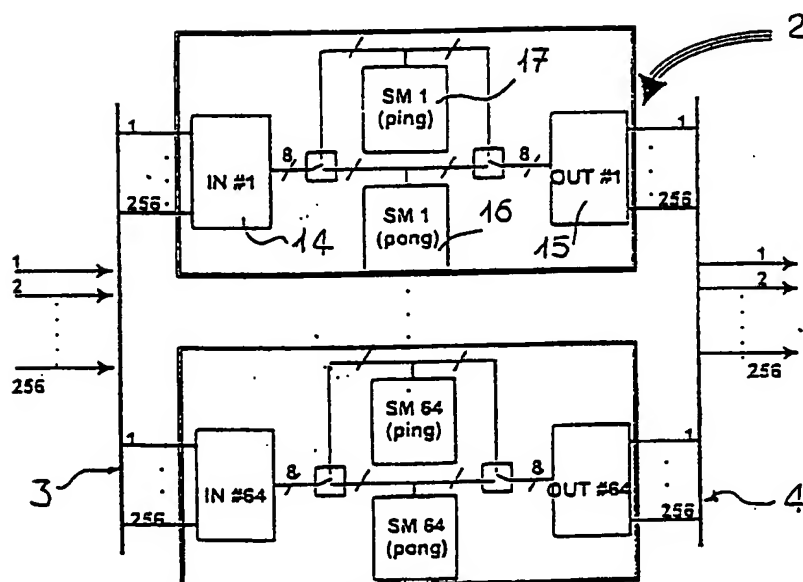 2
17
SM 1
(ping)
1
1
8
8
IN #1
OUT #1
SM 1
(pong)
256
14
16
15
256
1
2
256
1
2
256
SM 64
(ping)
1
1
3
8
8
4
IN #64
OUT #64
SM 64
(pong)
256
256